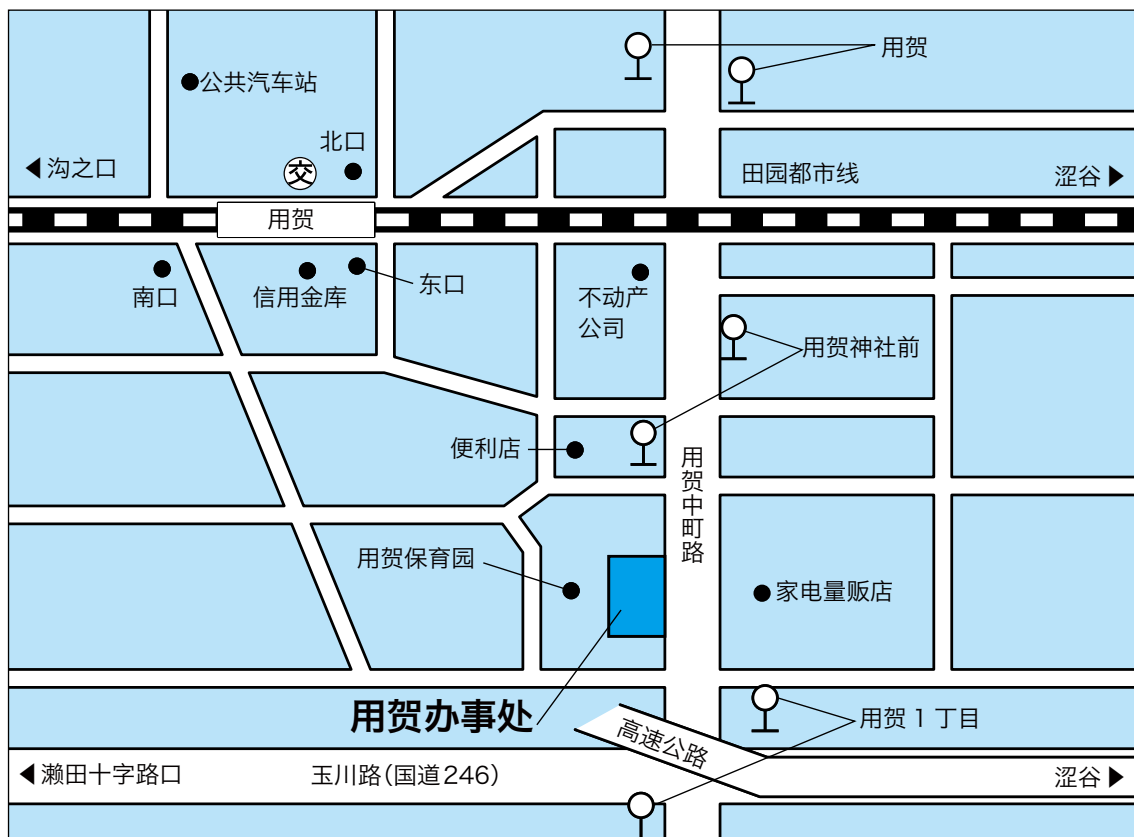 用贺
公共汽车站
北口
交
沟之口
田园都市线
涩谷
用贺
南口
信用金库
东口
不动产
公司
用贺神社前
便利店
用贺中町路
用贺保育园
家电量贩店
用贺办事处
用贺1丁目
高速公路
濑田十字路口
玉川路(国道246)
涩谷